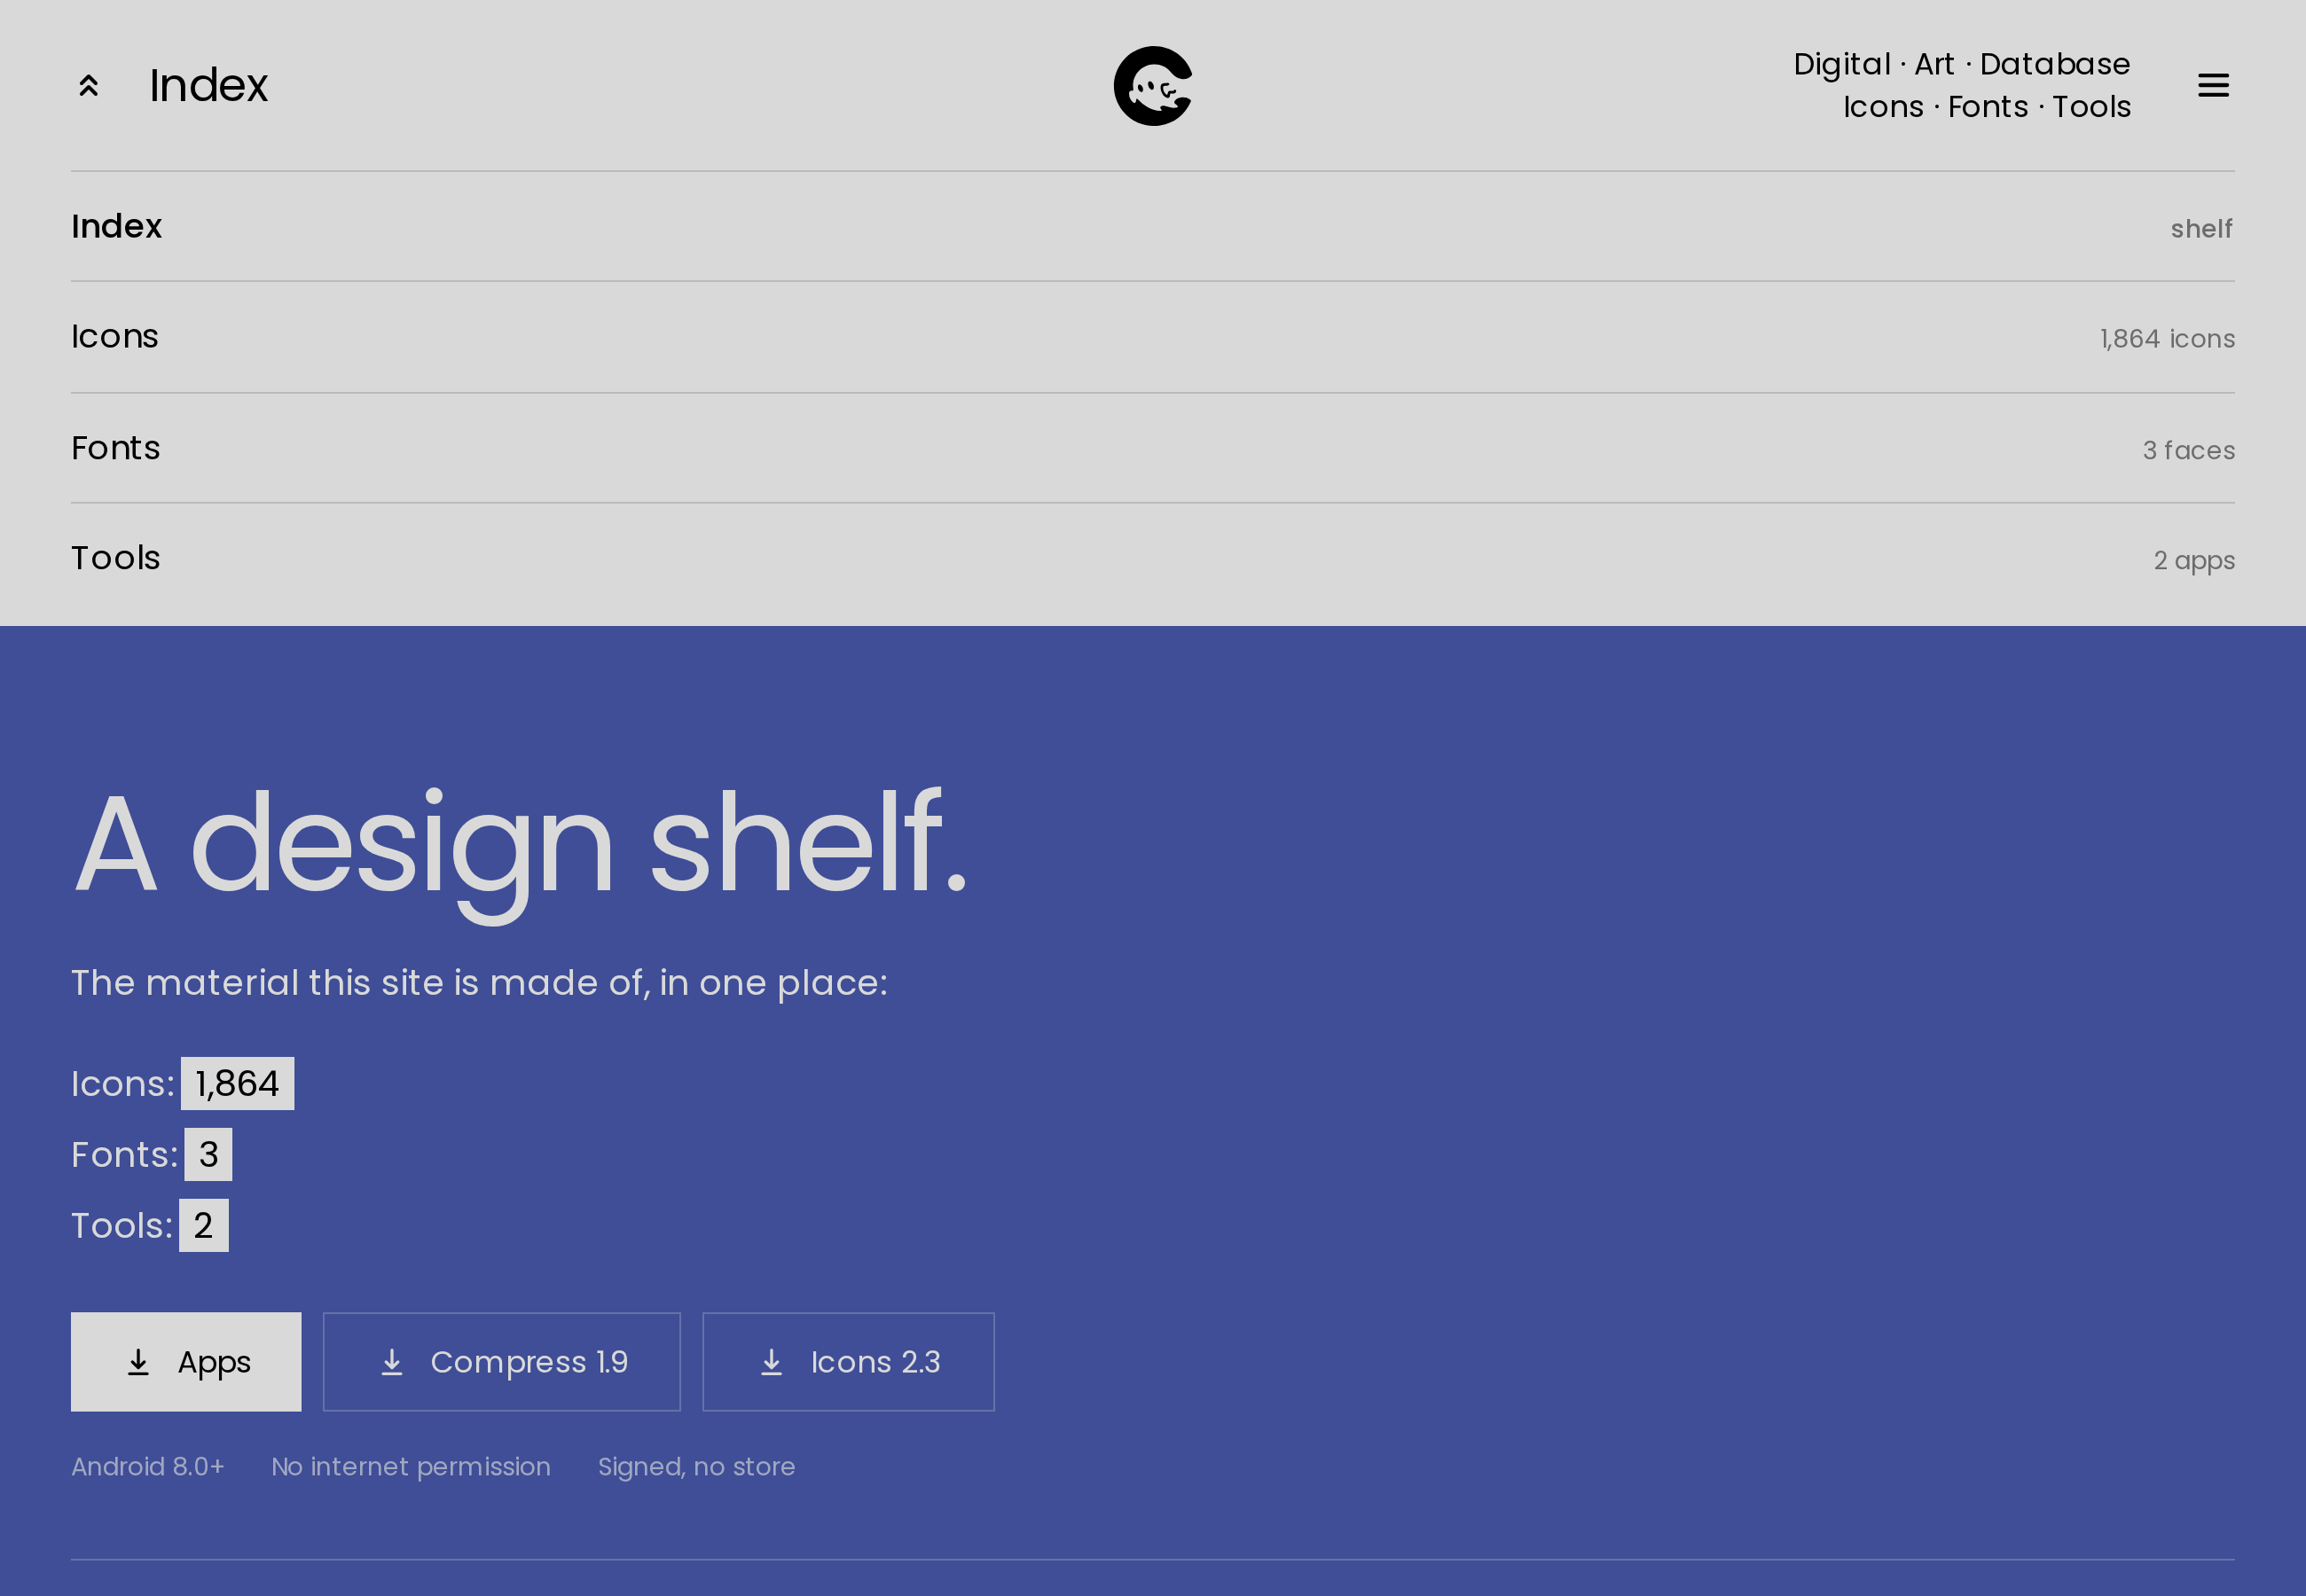 Index
Digital · Art · Database
Icons · Fonts · Tools
Index shelf
Icons 1,864 icons
Fonts 3 faces
Tools 2 apps
A design shelf.
The material this site is made of, in one place:
Icons: 1,864
Fonts: 3
Tools: 2
Apps Compress 1.9 Icons 2.3
Android 8.0+ No internet permission Signed, no store